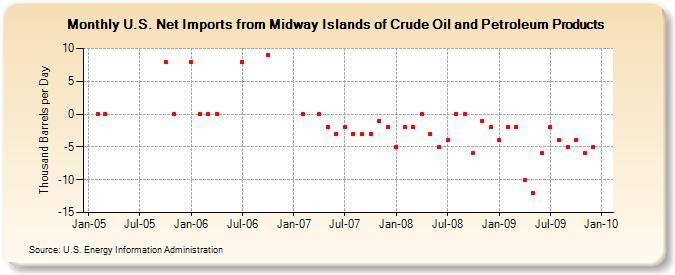 Monthly U.S. Net Imports from Midway Islands of Crude Oil and Petroleum Products
Thousand Barrels per Day
10
5
0
-5
-10
-15
Jan-05 Jul-05 Jan-06 Jul-06 Jan-07 Jul-07 Jan-08 Jul-08 Jan-09 Jul-09 Jan-10
Source: U.S. Energy Information Administration